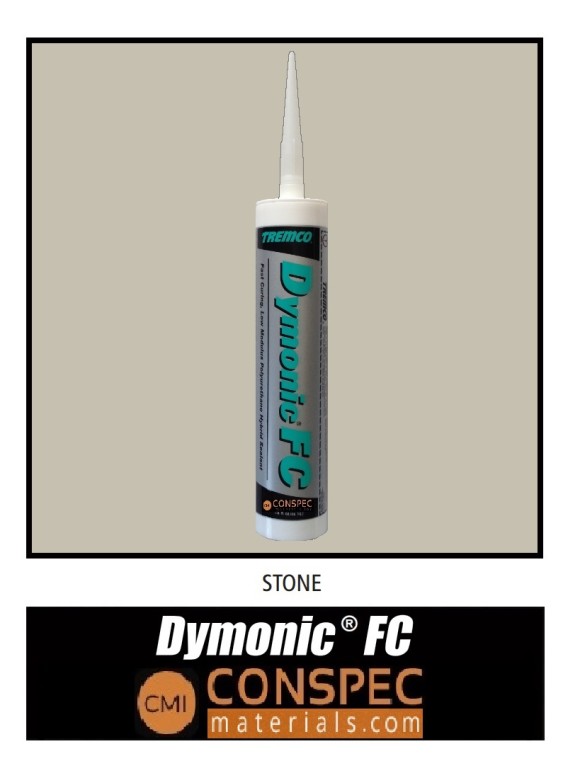 TREMCO
Dymonic® FC
Fast Curing, Low Modulus Polyurethane Hybrid Sealant
CONSPEC
STONE
Dymonic® FC
CMI CONSPEC
materials.com